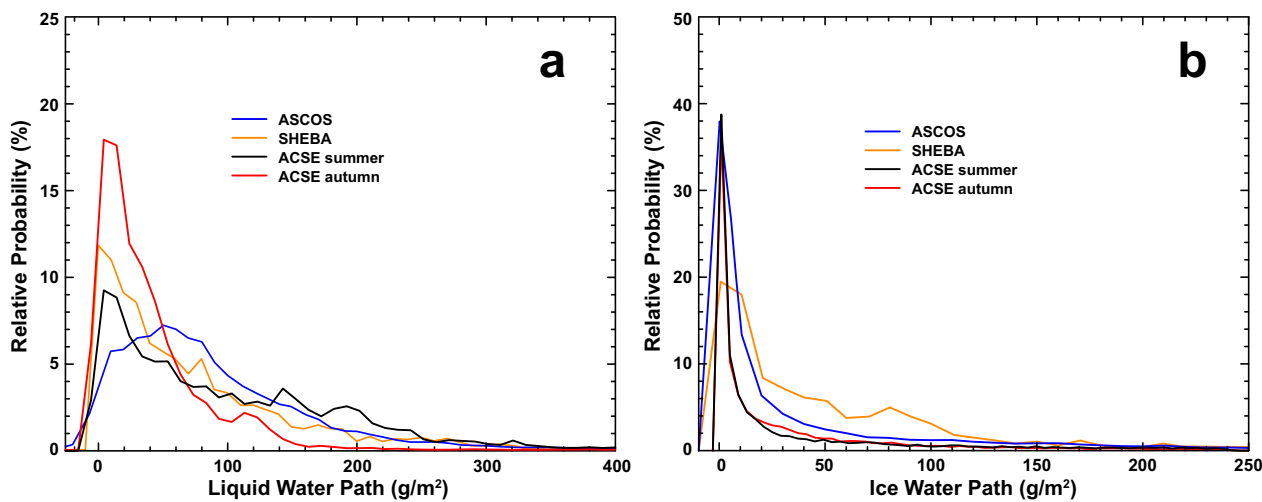 a
25
20
15
10
5
0
Relative Probability (%)
ASCOS
SHEBA
ACSE summer
ACSE autumn
0 100 200 300 400
Liquid Water Path (g/m²)
b
50
40
30
20
10
0
Relative Probability (%)
ASCOS
SHEBA
ACSE summer
ACSE autumn
0 50 100 150 200 250
Ice Water Path (g/m²)